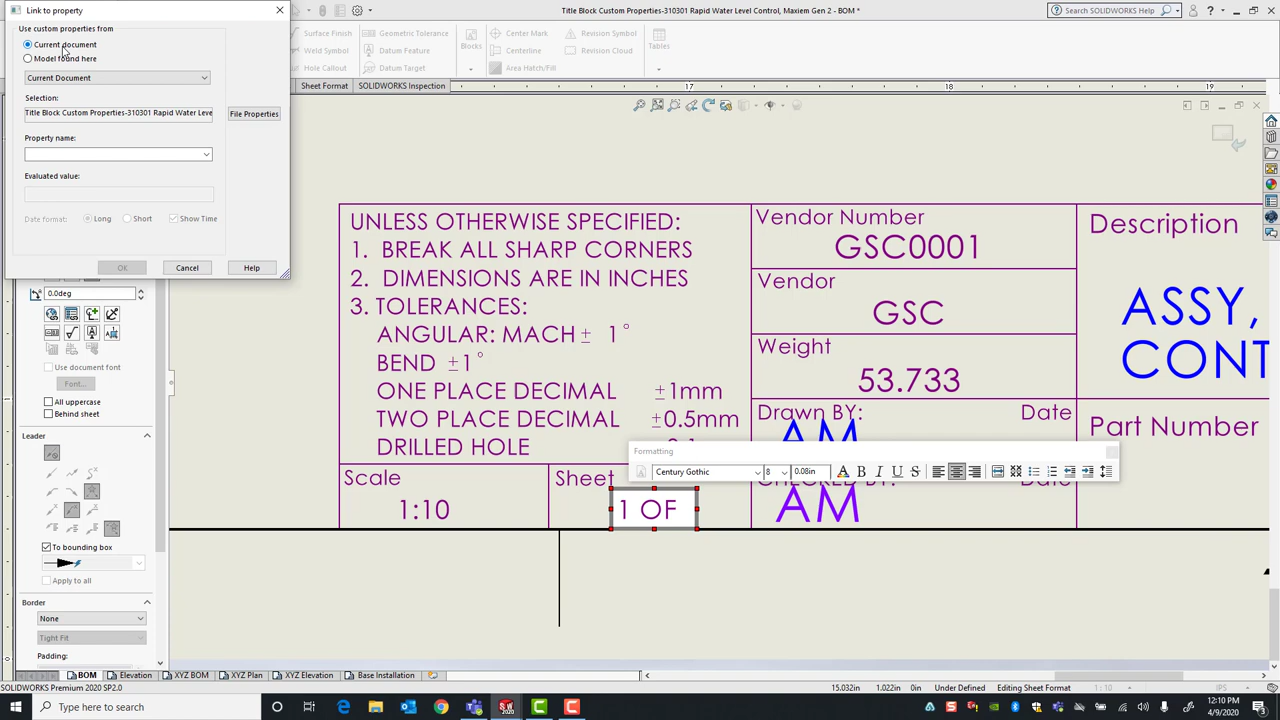 Link to property
Title Block Custom Properties-310301 Rapid Water Level Control, Maxiem Gen 2 - BOM *
Search SOLIDWORKS Help
Use custom properties from
Current document
Model found here
Current Document
Selection:
Title Block Custom Properties-310301 Rapid Water Leve
File Properties
Property name:
Evaluated value:
Date format:
Long
Short
Show Time
OK
Cancel
Help
Surface Finish
Weld Symbol
Hole Callout
Geometric Tolerance
Datum Feature
Datum Target
Blocks
Center Mark
Centerline
Area Hatch/Fill
Revision Symbol
Revision Cloud
Tables
Sheet Format
SOLIDWORKS Inspection
17
18
19
0.0deg
Use document font
Font...
All uppercase
Behind sheet
Leader
To bounding box
Apply to all
Border
None
Tight Fit
Padding:
UNLESS OTHERWISE SPECIFIED:
1. BREAK ALL SHARP CORNERS
2. DIMENSIONS ARE IN INCHES
3. TOLERANCES:
ANGULAR: MACH ± 1°
BEND ±1°
ONE PLACE DECIMAL ±1mm
TWO PLACE DECIMAL ±0.5mm
DRILLED HOLE
Scale
1:10
Sheet
1 OF
Vendor Number
GSC0001
Vendor
GSC
Weight
53.733
Drawn BY:
Date
AM
CHECKED BY:
Date
AM
Description
ASSY,
CONT
Part Number
Formatting
Century Gothic
8
0.08in
BOM
Elevation
XYZ BOM
XYZ Plan
XYZ Elevation
Base Installation
SOLIDWORKS Premium 2020 SP2.0
15.032in
1.022in
0in
Under Defined
Editing Sheet Format
1 : 10
IPS
Type here to search
12:10 PM
4/9/2020